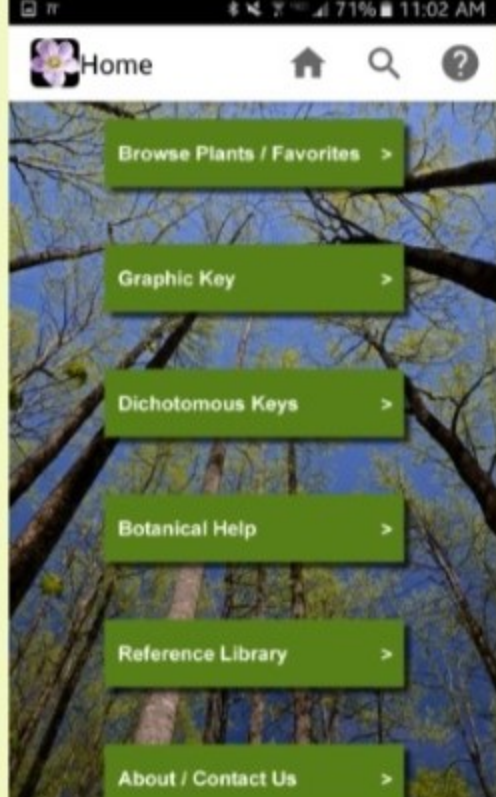 71% 11:02 AM
Home
Browse Plants / Favorites >
Graphic Key >
Dichotomous Keys >
Botanical Help >
Reference Library >
About / Contact Us >